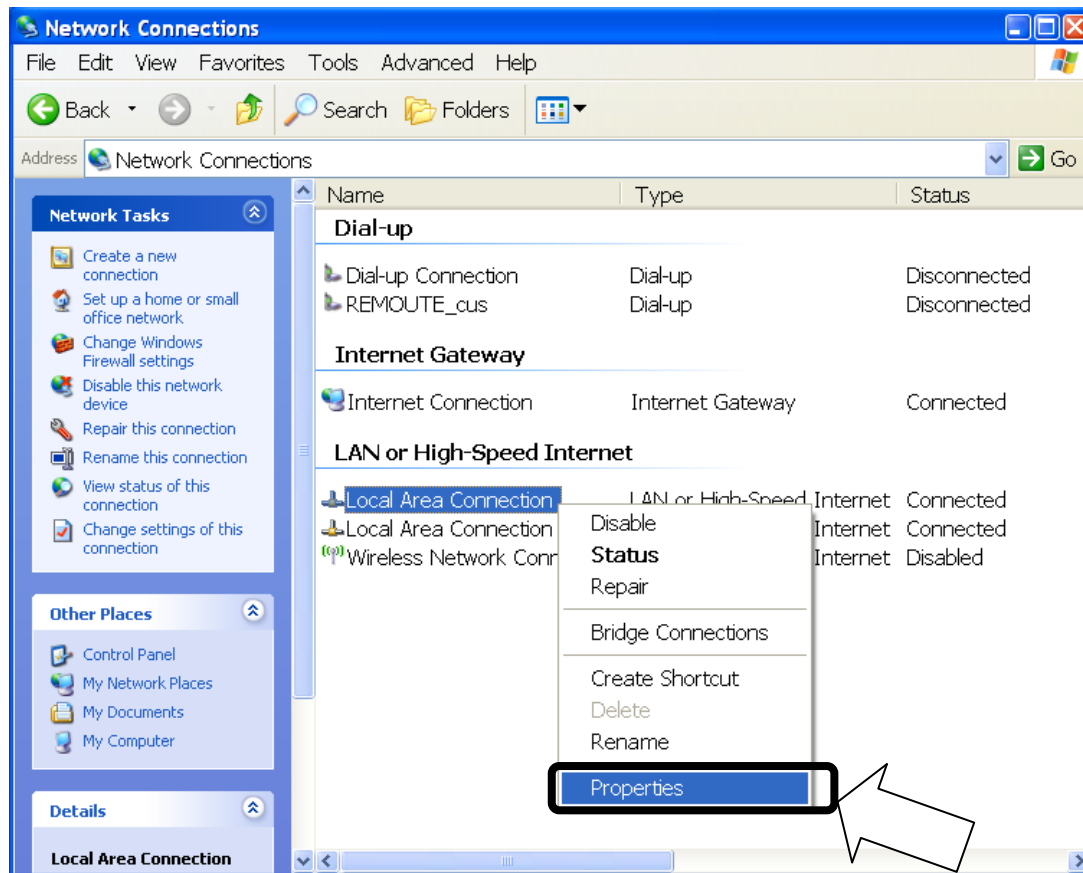 Network Connections
File Edit View Favorites Tools Advanced Help
Back Search Folders
Address Network Connections Go
Network Tasks
Create a new
connection
Set up a home or small
office network
Change Windows
Firewall settings
Disable this network
device
Repair this connection
Rename this connection
View status of this
connection
Change settings of this
connection
Other Places
Control Panel
My Network Places
My Documents
My Computer
Details
Local Area Connection
Name Type Status
Dial-up
Dial-up Connection Dial-up Disconnected
REMOUTE_cus Dial-up Disconnected
Internet Gateway
Internet Connection Internet Gateway Connected
LAN or High-Speed Internet
Local Area Connection LAN or High-Speed Internet Connected
Local Area Connection Internet Connected
Wireless Network Conn Internet Disabled
Disable
Status
Repair
Bridge Connections
Create Shortcut
Delete
Rename
Properties